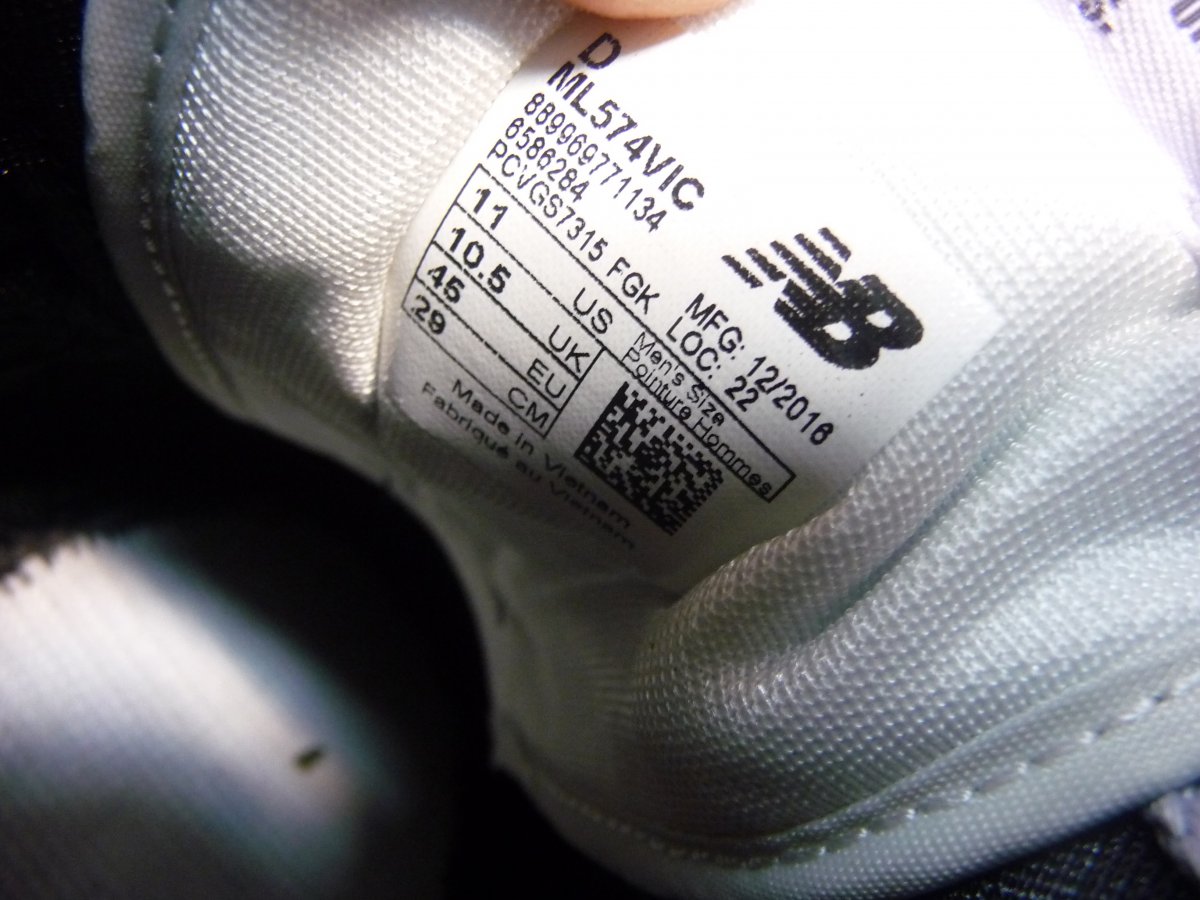 D
ML574VIC
889969771134
6586284
PCVGS7315 FGK
MFG: 12/2016
LOC: 22
11 US
10.5 UK
45 EU
29 CM
Men's Size
Pointure Hommes
Made in Vietnam
Fabriqué au Vietnam
NB